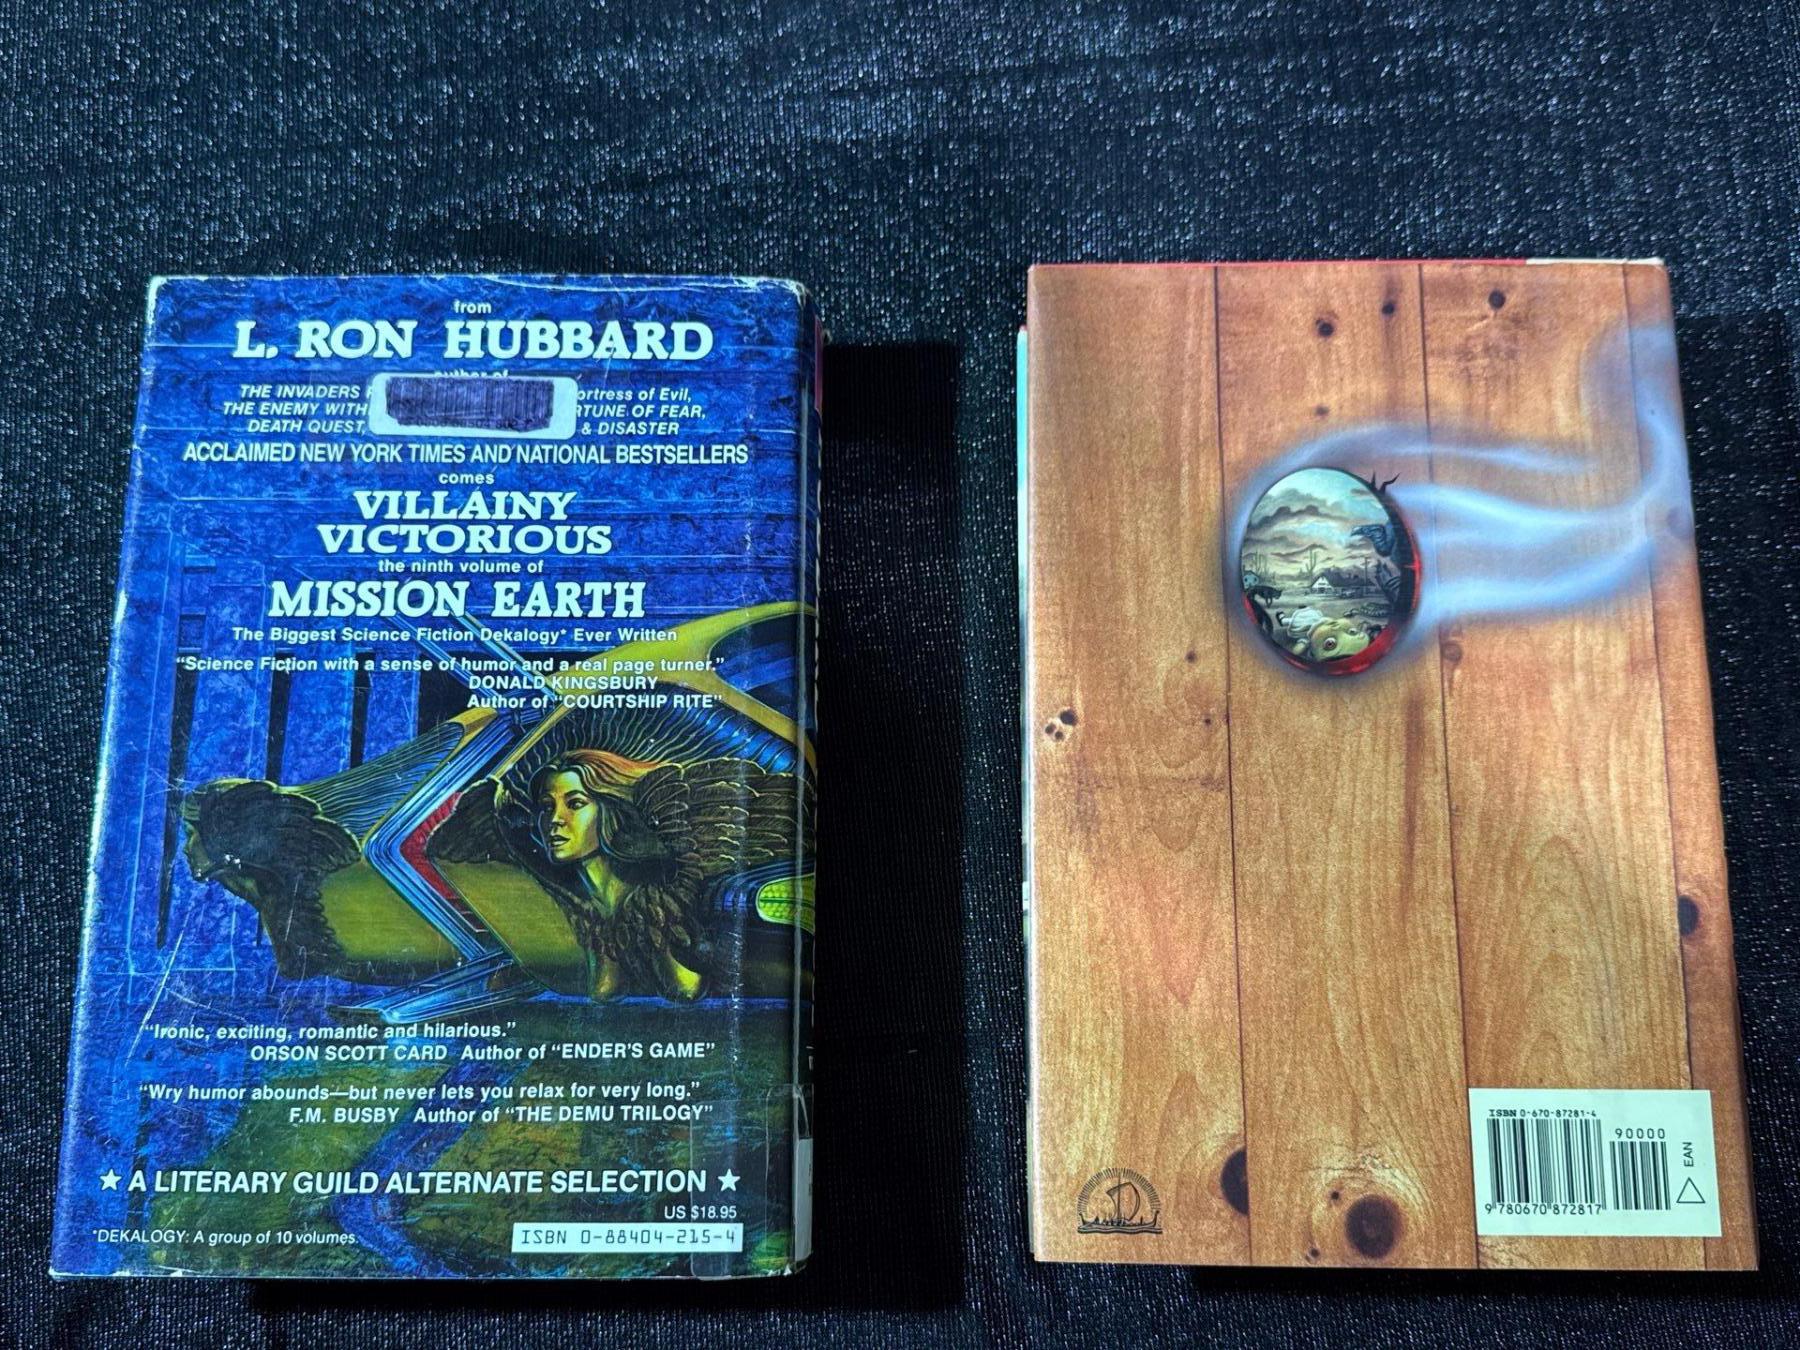 from
L. RON HUBBARD
author of
THE INVADERS ortress of Evil,
THE ENEMY WITH RTUNE OF FEAR,
DEATH QUEST, & DISASTER
ACCLAIMED NEW YORK TIMES AND NATIONAL BESTSELLERS
comes
VILLAINY
VICTORIOUS
the ninth volume of
MISSION EARTH
The Biggest Science Fiction Dekalogy* Ever Written
"Science Fiction with a sense of humor and a real page turner."
DONALD KINGSBURY
Author of "COURTSHIP RITE"
"Ironic, exciting, romantic and hilarious."
ORSON SCOTT CARD Author of "ENDER'S GAME"
"Wry humor abounds—but never lets you relax for very long."
F.M. BUSBY Author of "THE DEMU TRILOGY"
★ A LITERARY GUILD ALTERNATE SELECTION ★
US $18.95
*DEKALOGY: A group of 10 volumes.
ISBN 0-88404-215-4
ISBN 0-670-87281-4
90000
EAN
9 780670 872817